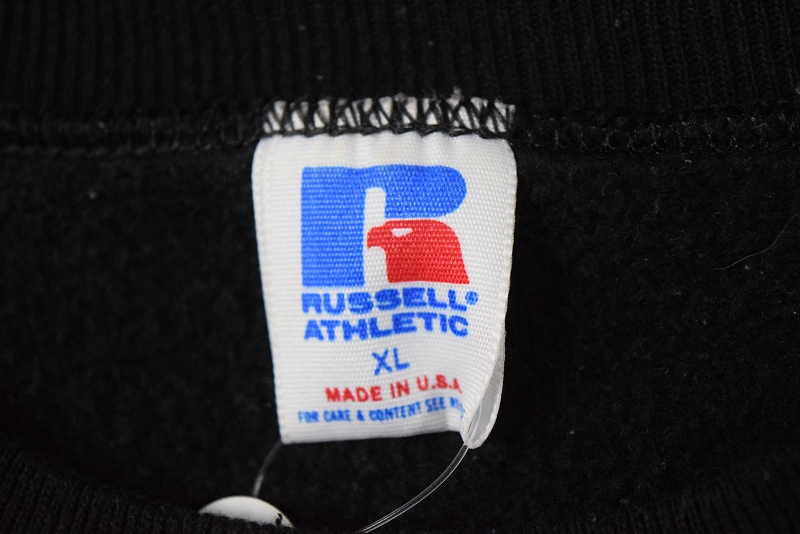 RUSSELL®
ATHLETIC
XL
MADE IN U.S.A
FOR CARE & CONTENT SEE